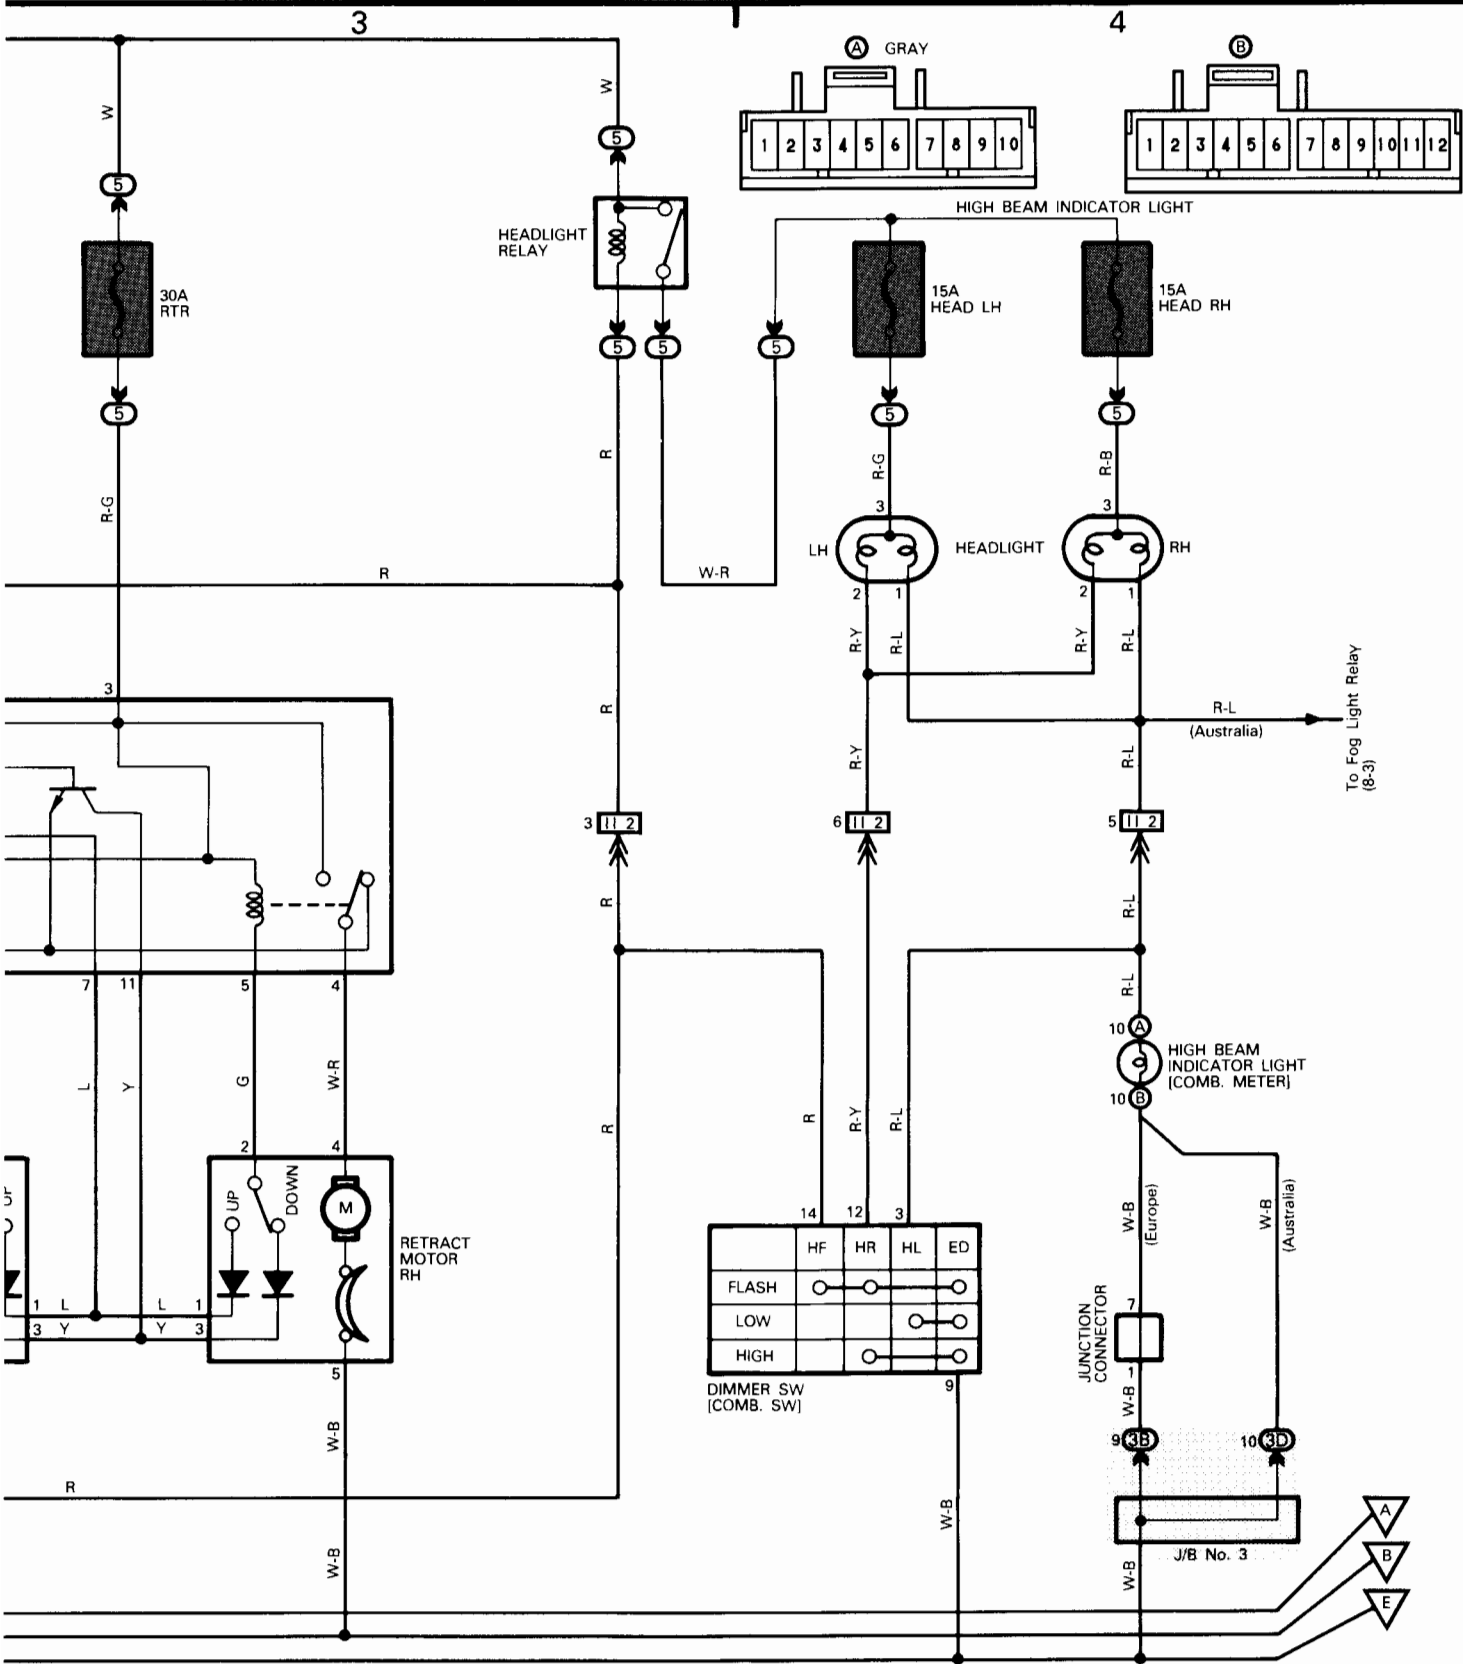 3
4
A GRAY
B
W
W
5
1 2 3 4 5 6 7 8 9 10
1 2 3 4 5 6 7 8 9 10 11 12
5
HIGH BEAM INDICATOR LIGHT
HEADLIGHT
RELAY
30A
RTR
15A
HEAD LH
15A
HEAD RH
5
5
5
5
5
5
R
R-G
R-B
R-G
3
3
LH
HEADLIGHT
RH
R
W-R
2
1
2
1
R-Y
R-L
R-Y
R-L
To Fog Light Relay
(8-3)
3
R
R-L
(Australia)
R-Y
R-L
3 II 2
6 II 2
5 II 2
R
R-L
7
11
5
4
R-L
10 A
HIGH BEAM
INDICATOR LIGHT
[COMB. METER]
10 B
L
Y
G
W-R
R
R
R-Y
R-L
2
4
UP
DOWN
M
W-B
(Europe)
W-B
(Australia)
14
12
3
HF HR HL ED
RETRACT
MOTOR
RH
FLASH
LOW
HIGH
1 L
L 1
3 Y
Y 3
7
JUNCTION
CONNECTOR
1
5
DIMMER SW
[COMB. SW]
9
W-B
W-B
9 3B
10 3D
R
W-B
A
J/B No. 3
W-B
W-B
B
E